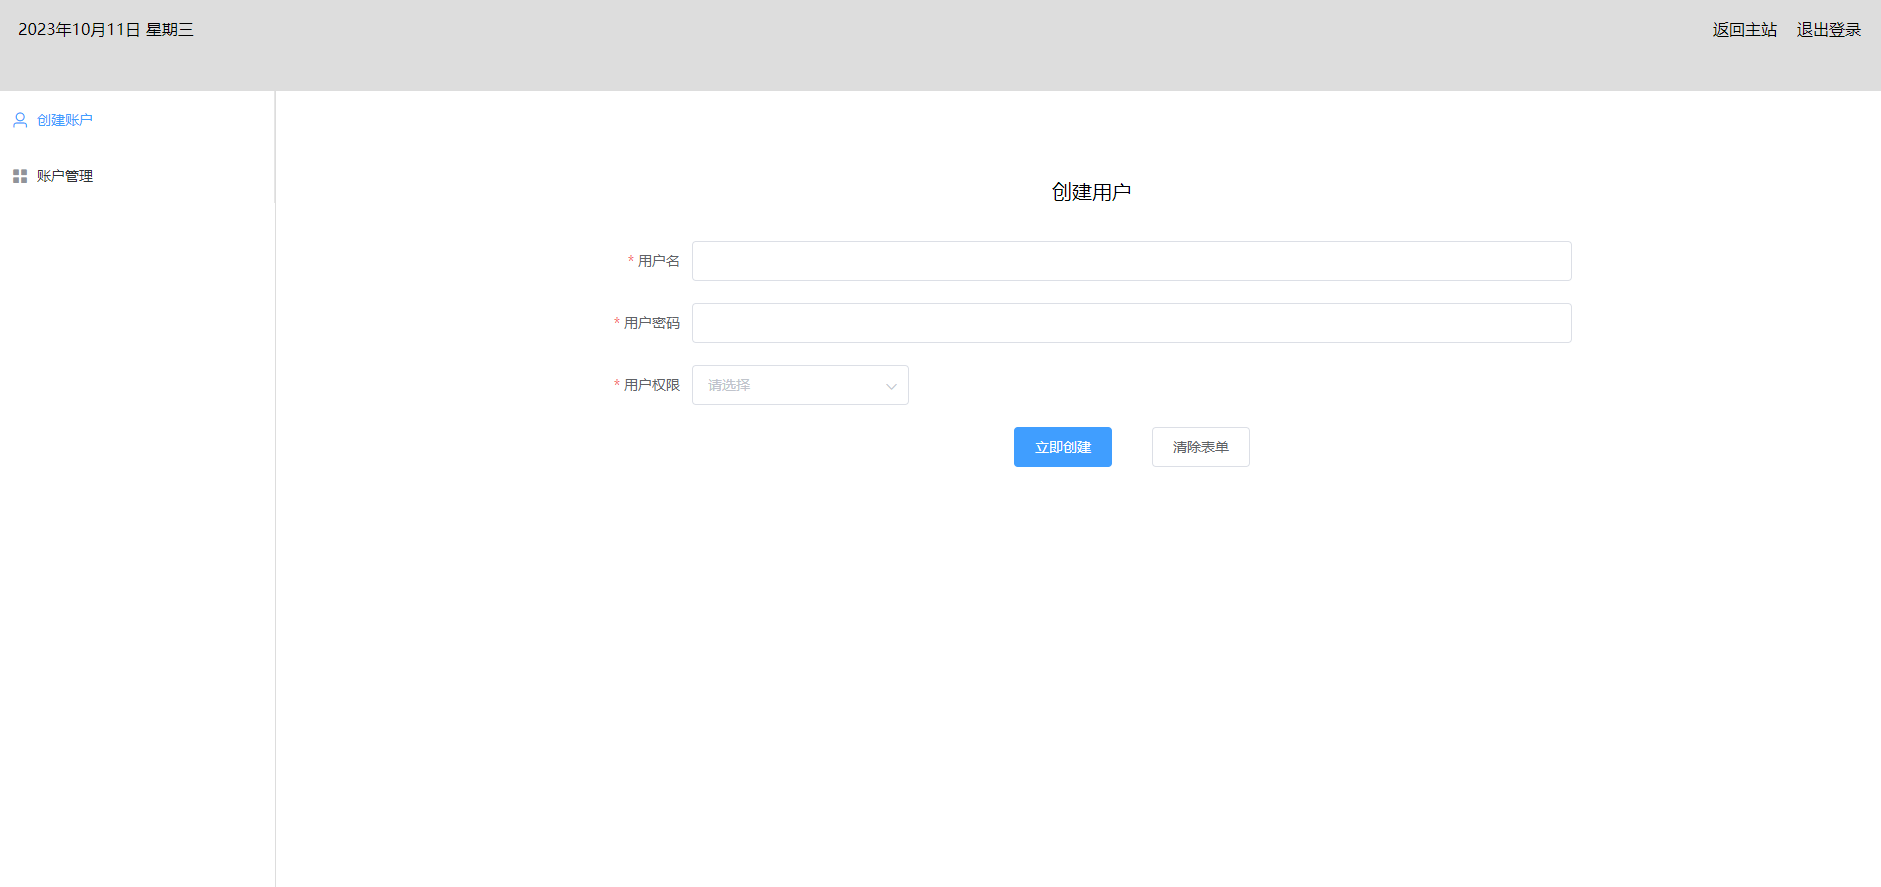 2023年10月11日 星期三
返回主站 退出登录
创建账户
账户管理
创建用户
* 用户名
* 用户密码
* 用户权限 请选择
立即创建 清除表单